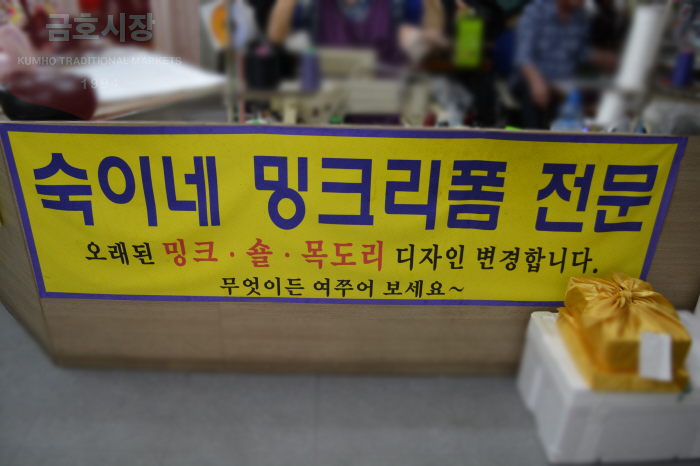 금호시장
KUMHO TRADITIONAL MARKETS
숙이네 밍크리폼 전문
오래된 밍크 · 숄 · 목도리 디자인 변경합니다.
무엇이든 여쭈어 보세요~